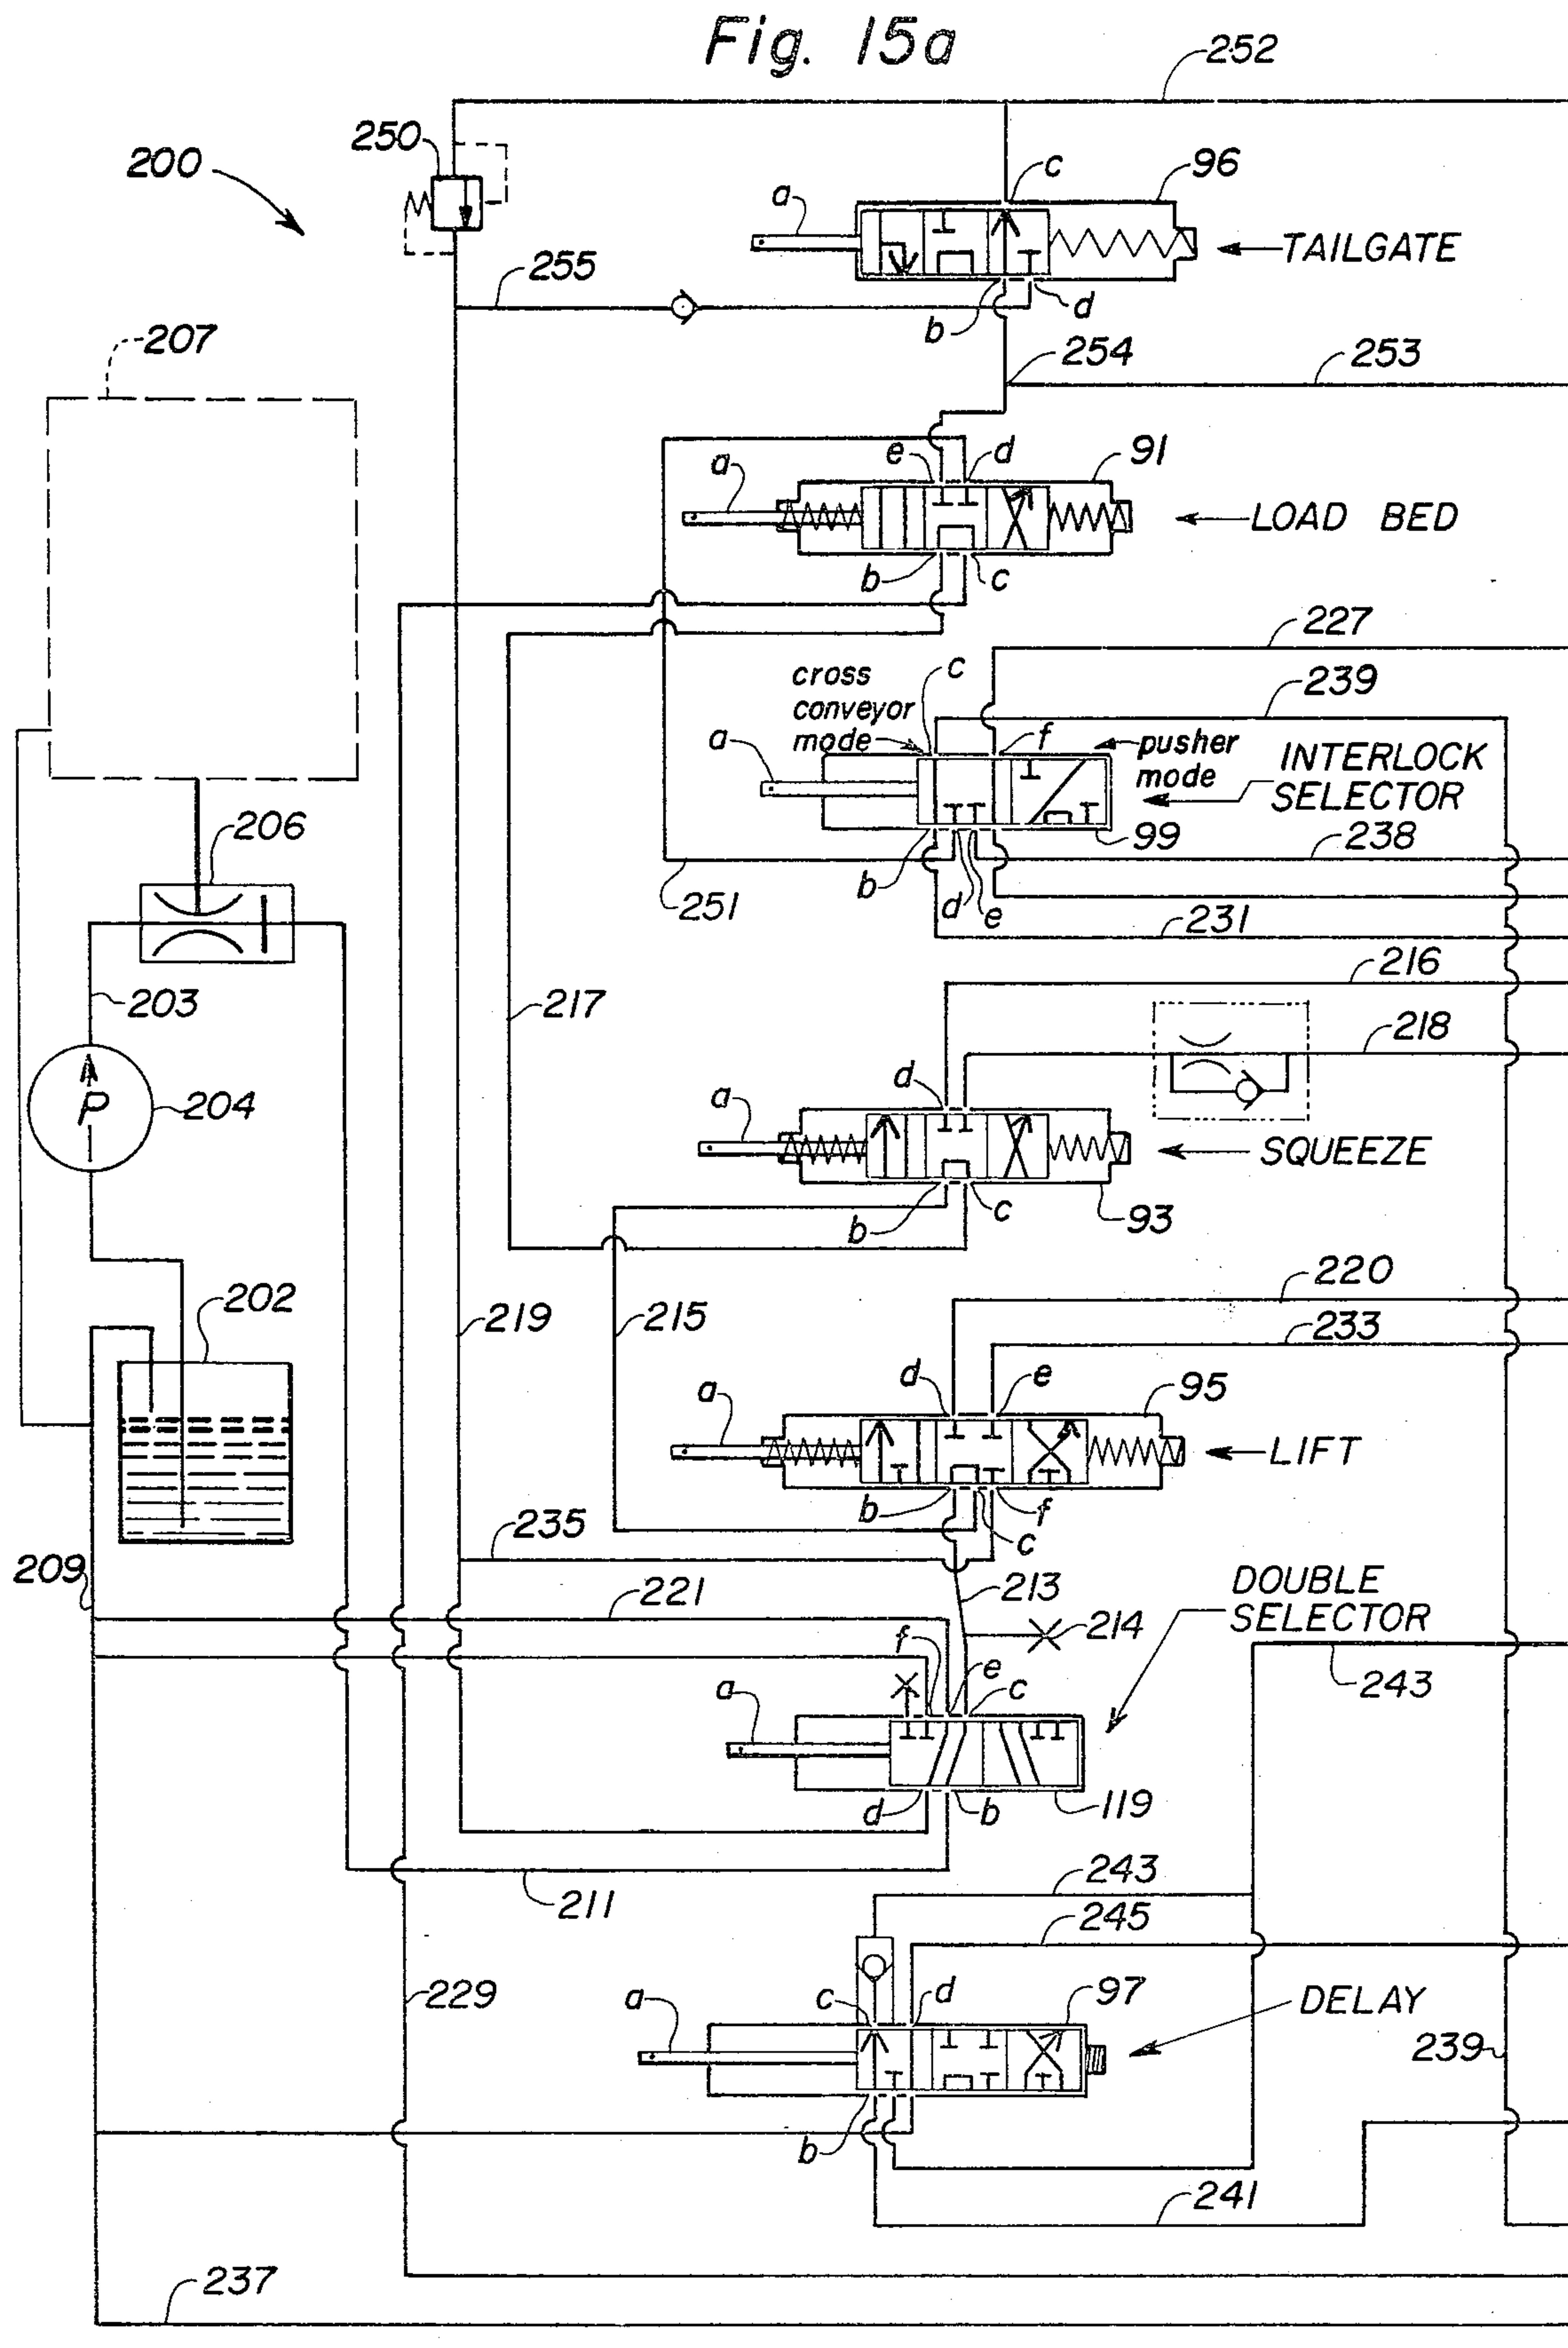 Fig. 15a
252
250
200
96
c
a
TAILGATE
255
b
d
207
254
253
e
d
91
a
LOAD BED
b
c
227
c
cross
conveyor
mode
239
a
f
pusher
mode
INTERLOCK
SELECTOR
206
99
b
d
e
238
251
231
203
217
216
218
d
P
204
a
SQUEEZE
b
c
93
202
220
219
215
233
d
e
a
95
LIFT
b
f
c
235
209
213
DOUBLE
SELECTOR
221
214
f
e
c
a
243
d
b
119
211
243
245
229
a
c
d
97
DELAY
239
b
241
237